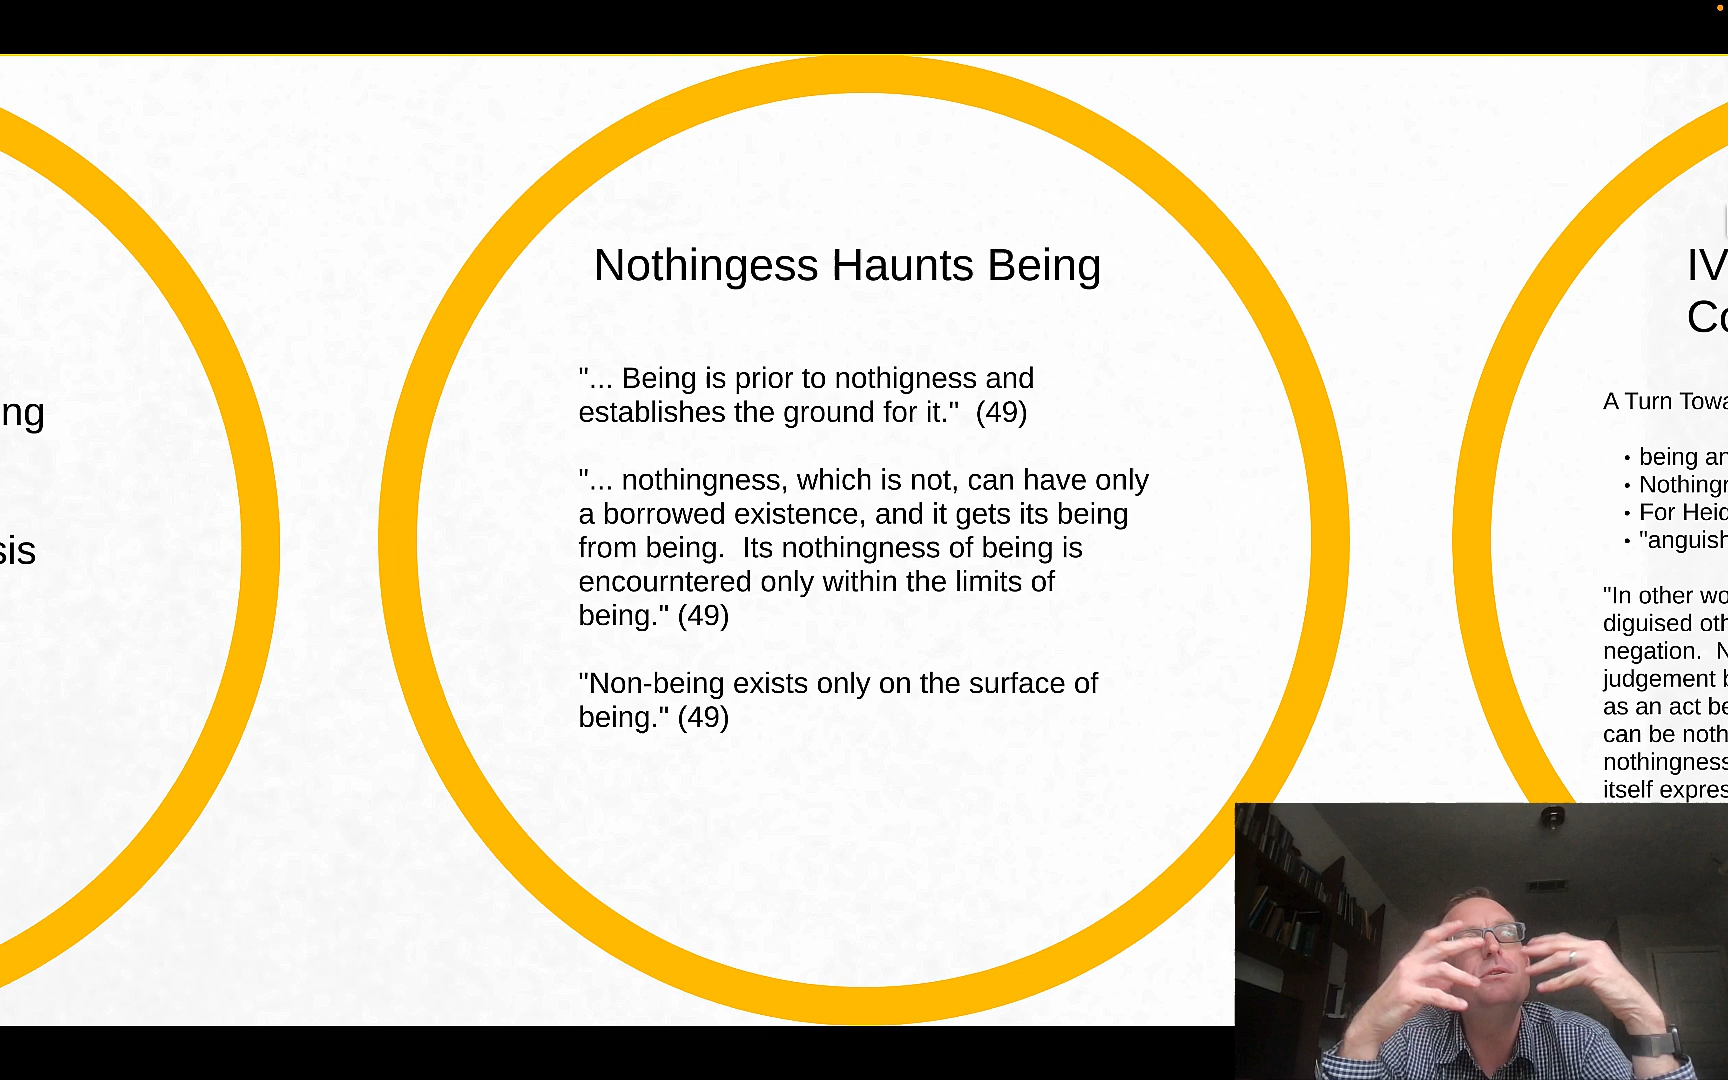 ng
sis
Nothingess Haunts Being
"... Being is prior to nothigness and
establishes the ground for it."  (49)
"... nothingness, which is not, can have only
a borrowed existence, and it gets its being
from being.  Its nothingness of being is
encourntered only within the limits of
being." (49)
"Non-being exists only on the surface of
being." (49)
IV
Co
A Turn Towa
• being an
• Nothingr
• For Heid
• "anguish
"In other wo
diguised oth
negation.  N
judgement b
as an act be
can be noth
nothingness
itself expres